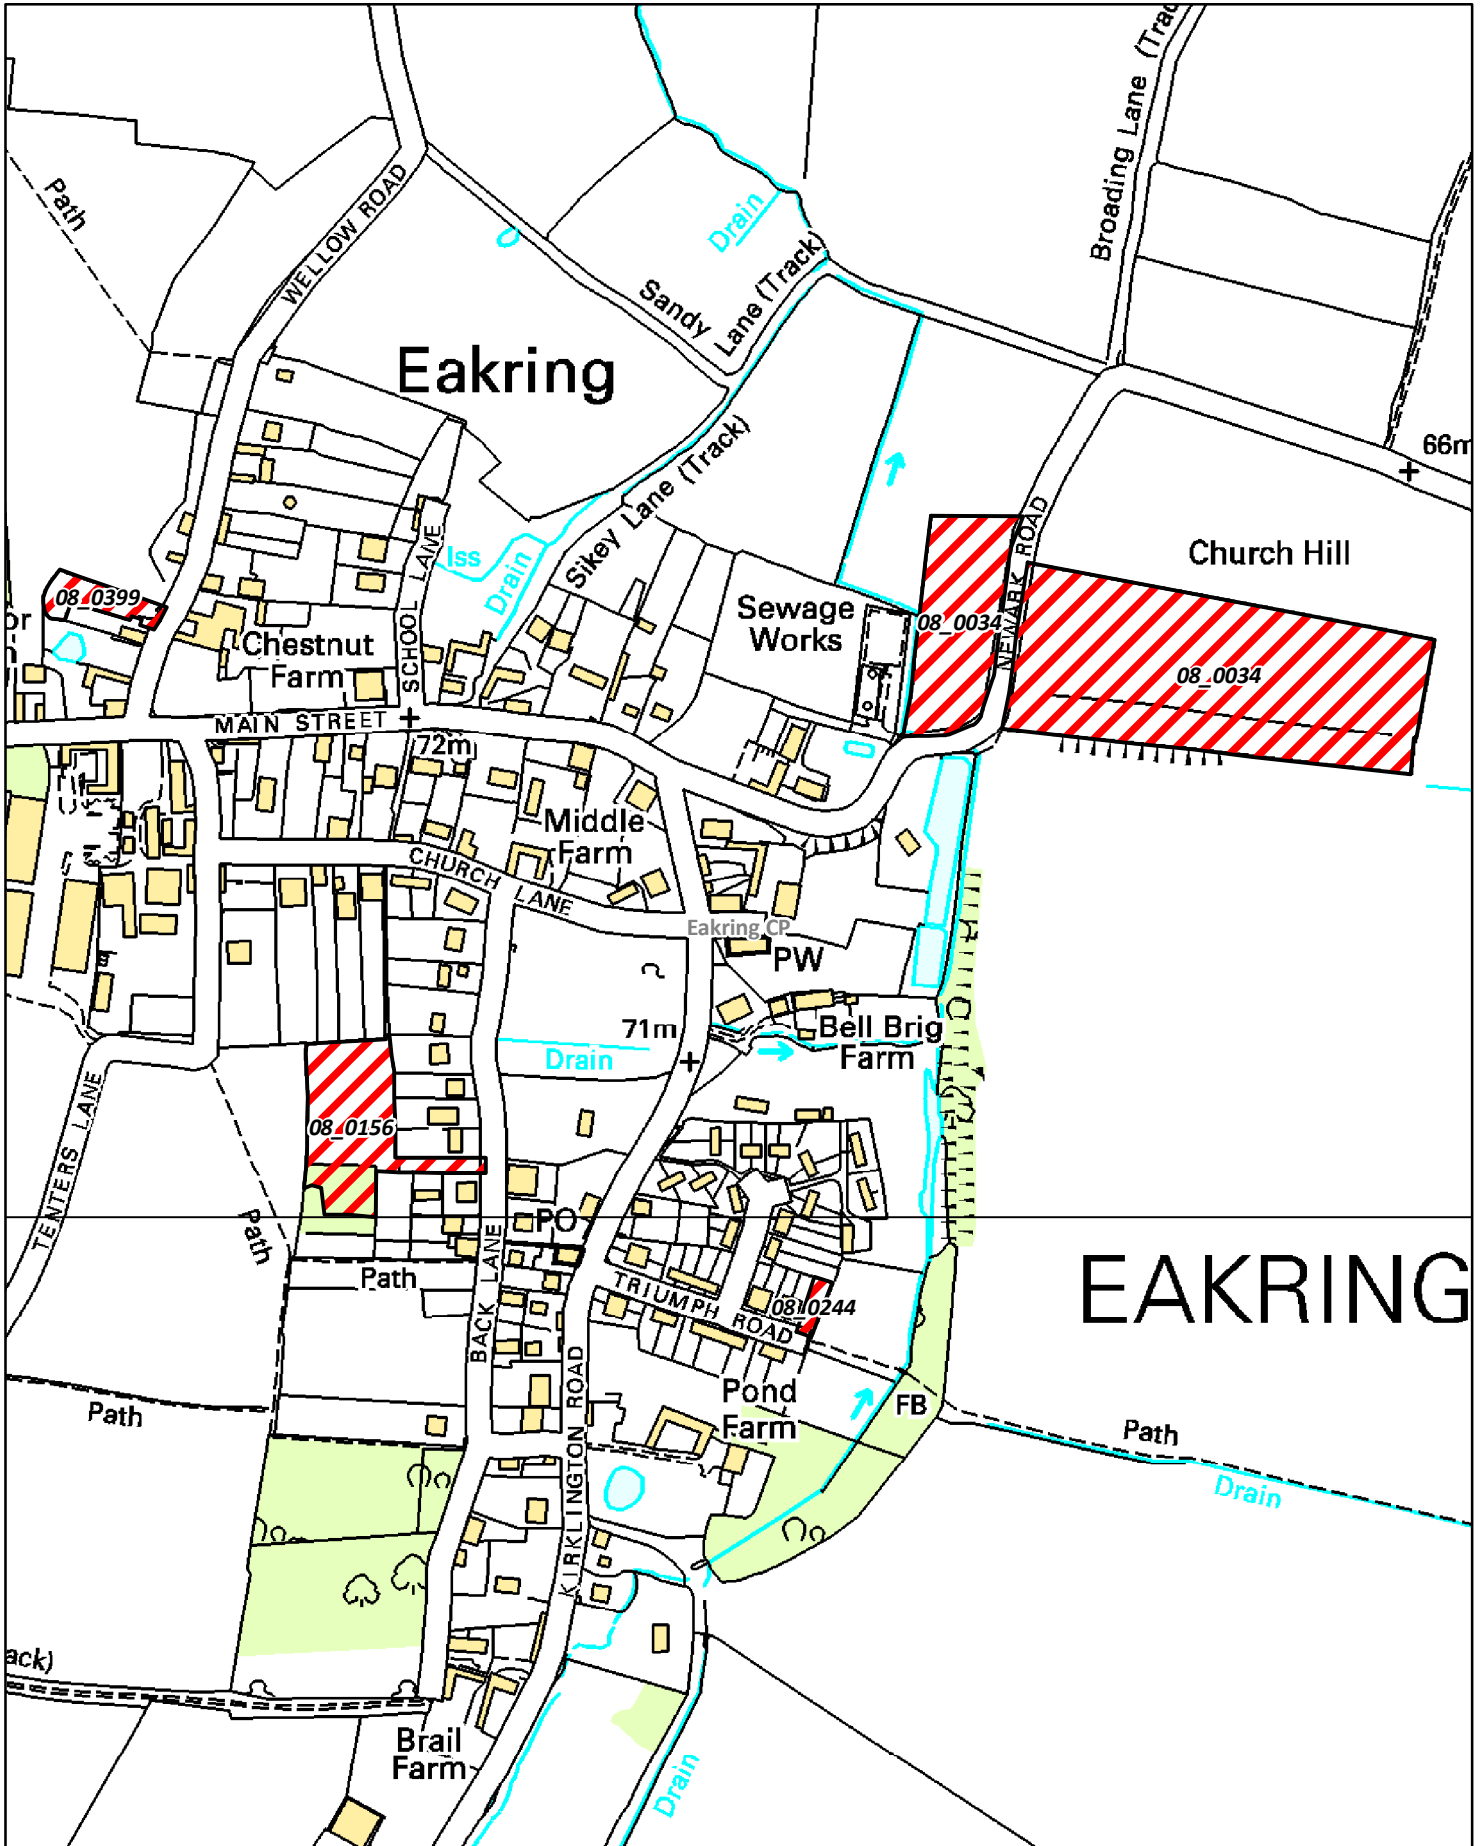 Broading Lane (Trac
Path
WELLOW ROAD
Drain
Sandy
Lane (Track)
Eakring
66m
Sikey Lane (Track)
NEWARK ROAD
Church Hill
SCHOOL LANE
Iss
Drain
08_0399
or
Sewage
Works
08_0034
08_0034
Chestnut
Farm
MAIN STREET
72m
Middle
Farm
CHURCH LANE
Eakring CP
PW
71m
Bell Brig
Farm
Drain
TENTERS LANE
08_0156
Path
PO
BACK LANE
Path
TRIUMPH ROAD
08_0244
EAKRING
Pond
Farm
FB
Path
Path
Drain
KIRKLINGTON ROAD
ack)
Brail
Farm
Drain